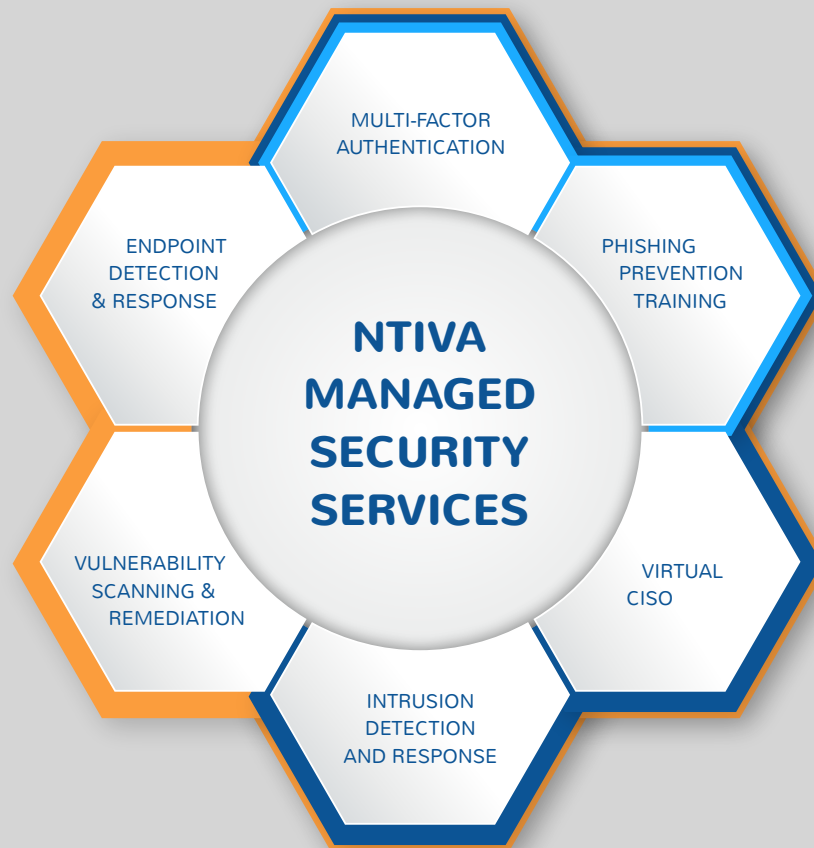 MULTI-FACTOR
AUTHENTICATION
PHISHING
PREVENTION
TRAINING
VIRTUAL
CISO
INTRUSION
DETECTION
AND RESPONSE
VULNERABILITY
SCANNING &
REMEDIATION
ENDPOINT
DETECTION
& RESPONSE
NTIVA
MANAGED
SECURITY
SERVICES